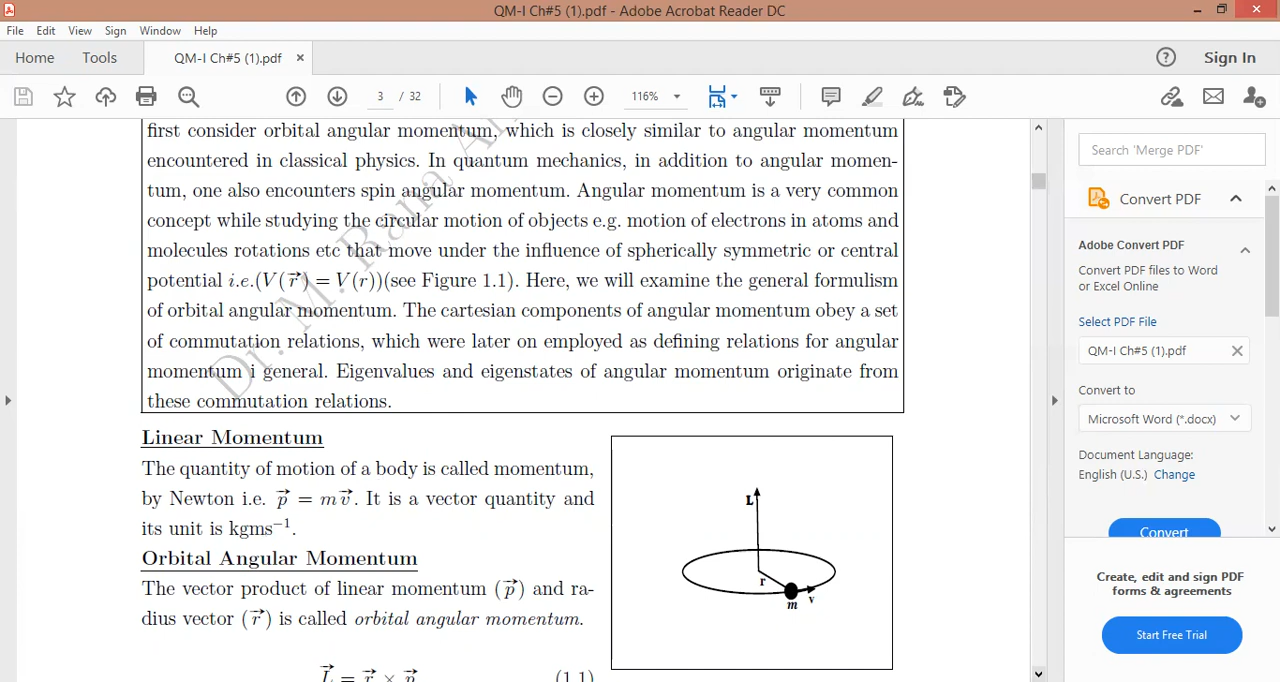 QM-I Ch#5 (1).pdf - Adobe Acrobat Reader DC
File Edit View Sign Window Help
Home Tools QM-I Ch#5 (1).pdf × Sign In
3 / 32 116%
first consider orbital angular momentum, which is closely similar to angular momentum
encountered in classical physics. In quantum mechanics, in addition to angular momen-
tum, one also encounters spin angular momentum. Angular momentum is a very common
concept while studying the circular motion of objects e.g. motion of electrons in atoms and
molecules rotations etc that move under the influence of spherically symmetric or central
potential i.e.(V(r⃗) = V(r))(see Figure 1.1). Here, we will examine the general formulism
of orbital angular momentum. The cartesian components of angular momentum obey a set
of commutation relations, which were later on employed as defining relations for angular
momentum i general. Eigenvalues and eigenstates of angular momentum originate from
these commutation relations.
Dr. M. Rana
Linear Momentum
The quantity of motion of a body is called momentum,
by Newton i.e. p⃗ = mv⃗. It is a vector quantity and
its unit is kgms⁻¹.
Orbital Angular Momentum
The vector product of linear momentum (p⃗) and ra-
dius vector (r⃗) is called orbital angular momentum.
L⃗ = r⃗ × p⃗ (1.1)
L
r
m v
Search 'Merge PDF'
Convert PDF
Adobe Convert PDF
Convert PDF files to Word
or Excel Online
Select PDF File
QM-I Ch#5 (1).pdf
Convert to
Microsoft Word (*.docx)
Document Language:
English (U.S.) Change
Convert
Create, edit and sign PDF
forms & agreements
Start Free Trial